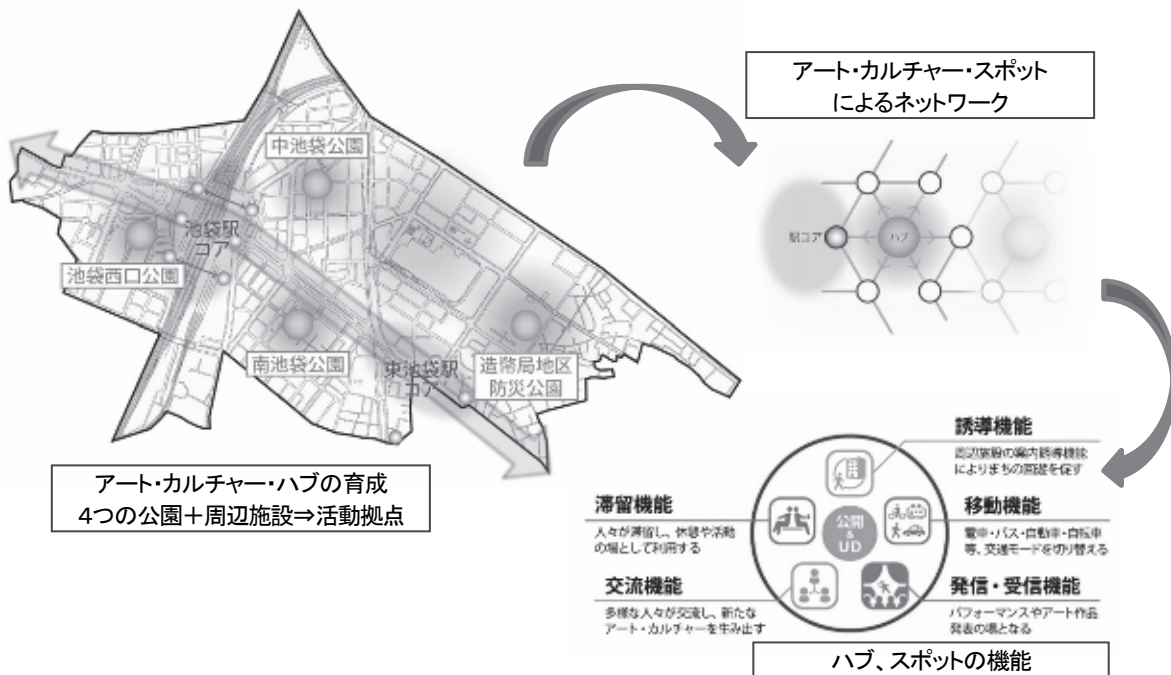 中池袋公園
池袋駅
コア
池袋西口公園
南池袋公園
東池袋駅
コア
造幣局地区
防災公園
アート・カルチャー・ハブの育成
4つの公園＋周辺施設⇒活動拠点
アート・カルチャー・スポット
によるネットワーク
駅コア
ハブ
誘導機能
周辺施設の案内誘導機能
によりまちの回遊を促す
滞留機能
人々が滞留し、休憩や活動
の場として利用する
移動機能
電車・バス・自動車・自転車
等、交通モードを切り替える
公開
&
UD
交流機能
多様な人々が交流し、新たな
アート・カルチャーを生み出す
発信・受信機能
パフォーマンスやアート作品
発表の場となる
ハブ、スポットの機能